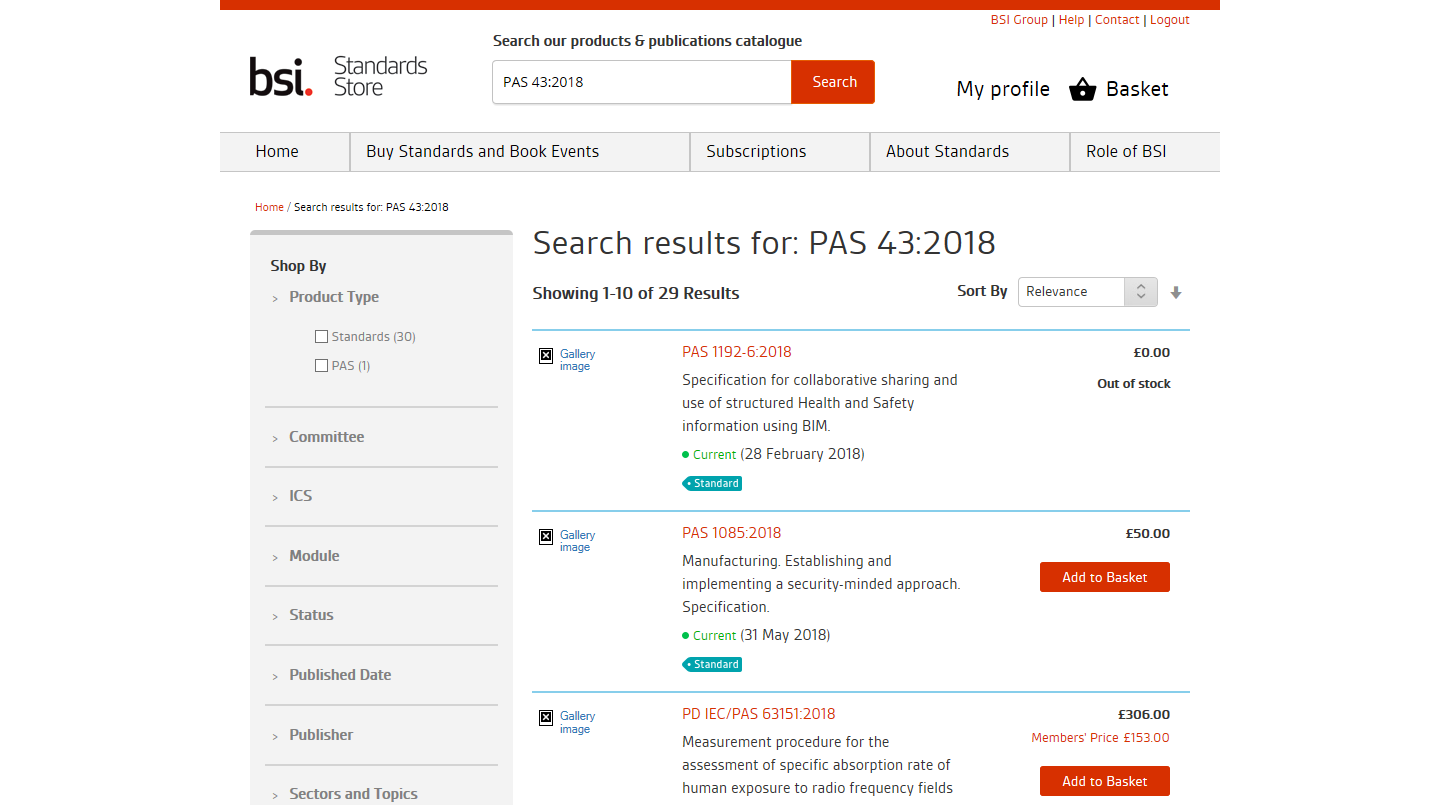 BSI Group | Help | Contact | Logout
Search our products & publications catalogue
bsi. Standards Store
PAS 43:2018
Search
My profile
Basket
Home
Buy Standards and Book Events
Subscriptions
About Standards
Role of BSI
Home / Search results for: PAS 43:2018
Shop By
Product Type
Standards (30)
PAS (1)
Committee
ICS
Module
Status
Published Date
Publisher
Sectors and Topics
Search results for: PAS 43:2018
Showing 1-10 of 29 Results
Sort By
Relevance
Gallery
image
PAS 1192-6:2018
Specification for collaborative sharing and
use of structured Health and Safety
information using BIM.
Current (28 February 2018)
Standard
£0.00
Out of stock
Gallery
image
PAS 1085:2018
Manufacturing. Establishing and
implementing a security-minded approach.
Specification.
Current (31 May 2018)
Standard
£50.00
Add to Basket
Gallery
image
PD IEC/PAS 63151:2018
Measurement procedure for the
assessment of specific absorption rate of
human exposure to radio frequency fields
£306.00
Members' Price £153.00
Add to Basket